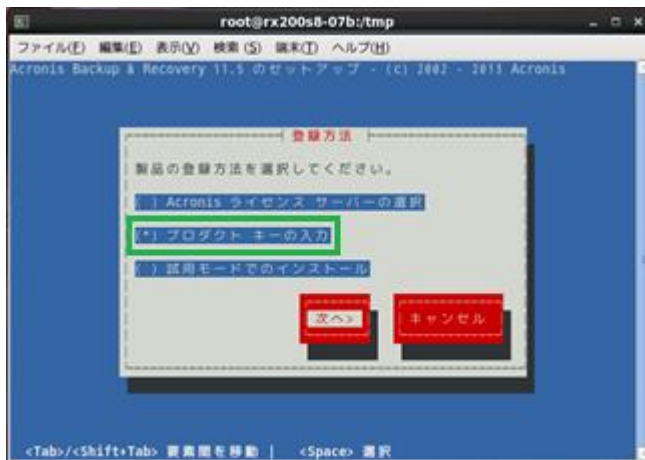 root@rx200s8-07b:/tmp
ファイル(F) 編集(E) 表示(V) 検索 (S) 端末(T) ヘルプ(H)
Acronis Backup & Recovery 11.5 のセットアップ - (c) 2002 - 2013 Acronis
登録方法
製品の登録方法を選択してください。
( ) Acronis ライセンス サーバーの選択
(*) プロダクト キーの入力
( ) 試用モードでのインストール
次へ> キャンセル
<Tab>/<Shift+Tab> 要素間を移動 | <Space> 選択